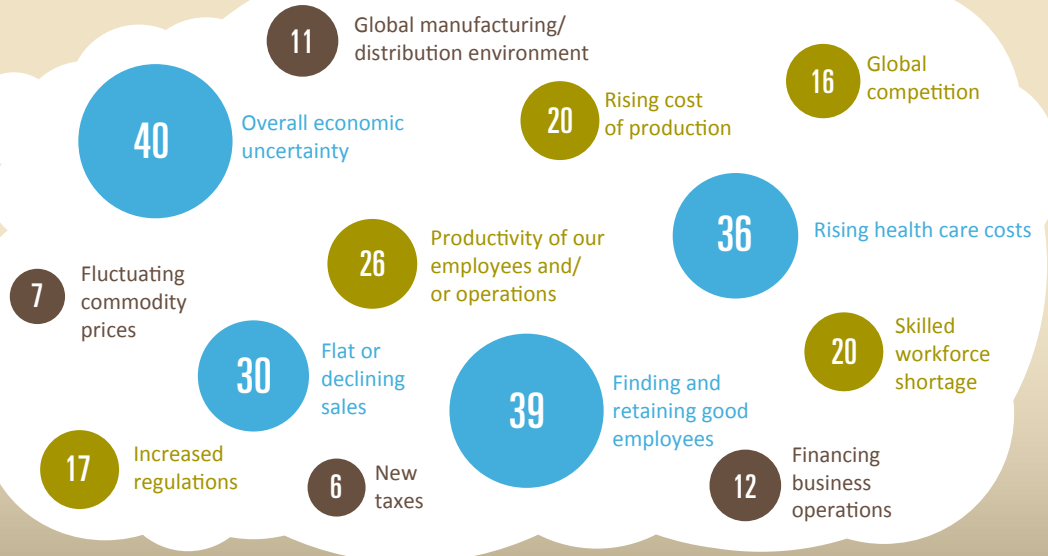 11
Global manufacturing/
distribution environment
40
Overall economic
uncertainty
20
Rising cost
of production
16
Global
competition
36
Rising health care costs
26
Productivity of our
employees and/
or operations
7
Fluctuating
commodity
prices
30
Flat or
declining
sales
39
Finding and
retaining good
employees
20
Skilled
workforce
shortage
17
Increased
regulations
6
New
taxes
12
Financing
business
operations